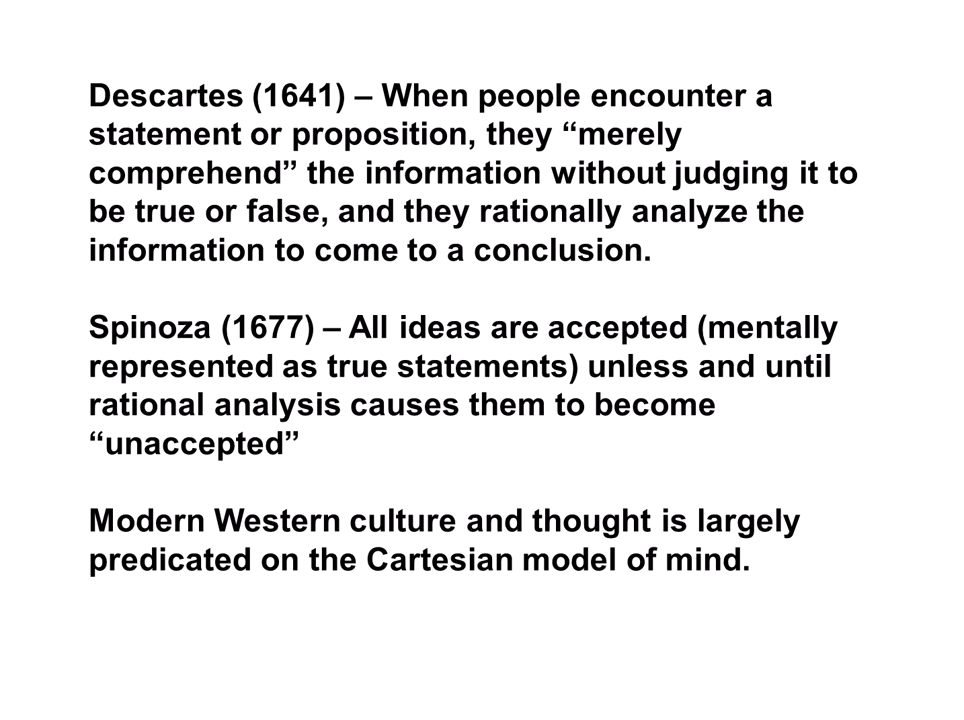 Descartes (1641) – When people encounter a
statement or proposition, they “merely
comprehend” the information without judging it to
be true or false, and they rationally analyze the
information to come to a conclusion.
Spinoza (1677) – All ideas are accepted (mentally
represented as true statements) unless and until
rational analysis causes them to become
“unaccepted”
Modern Western culture and thought is largely
predicated on the Cartesian model of mind.